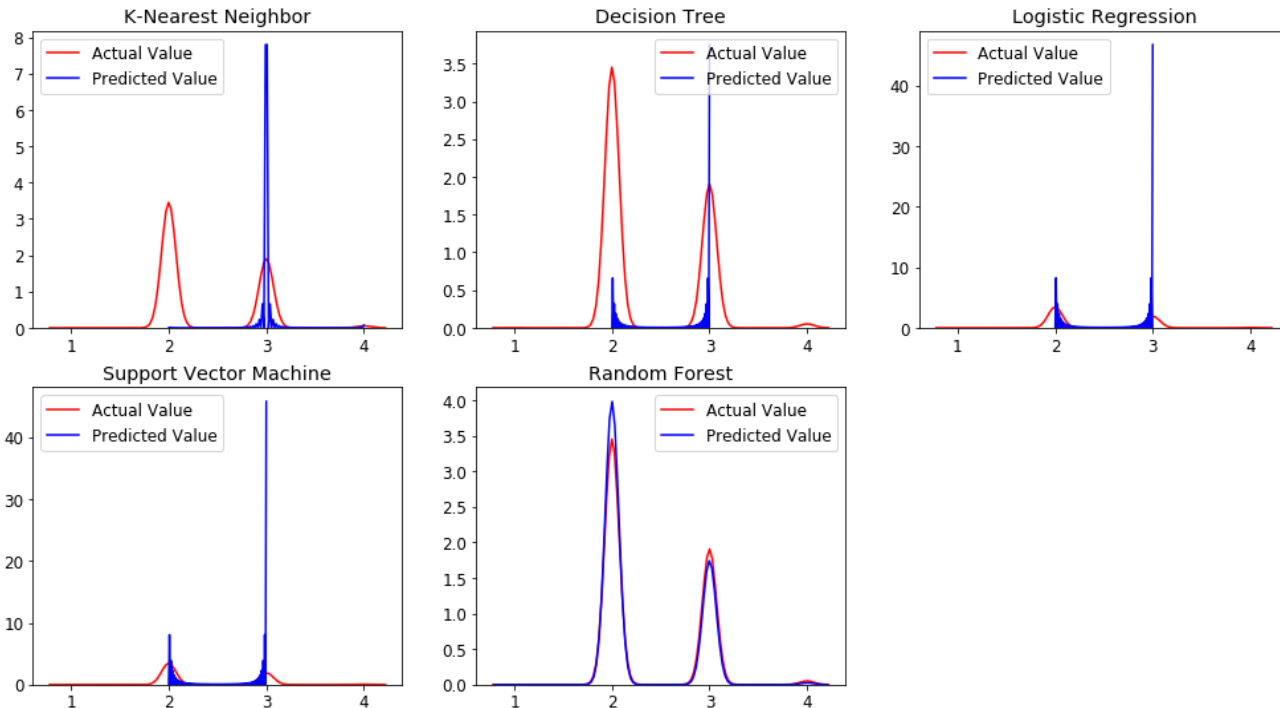 K-Nearest Neighbor
8
7
6
5
4
3
2
1
0
1 2 3 4
Actual Value
Predicted Value
Decision Tree
3.5
3.0
2.5
2.0
1.5
1.0
0.5
0.0
1 2 3 4
Actual Value
Predicted Value
Logistic Regression
40
30
20
10
0
1 2 3 4
Actual Value
Predicted Value
Support Vector Machine
40
30
20
10
0
1 2 3 4
Actual Value
Predicted Value
Random Forest
4.0
3.5
3.0
2.5
2.0
1.5
1.0
0.5
0.0
1 2 3 4
Actual Value
Predicted Value